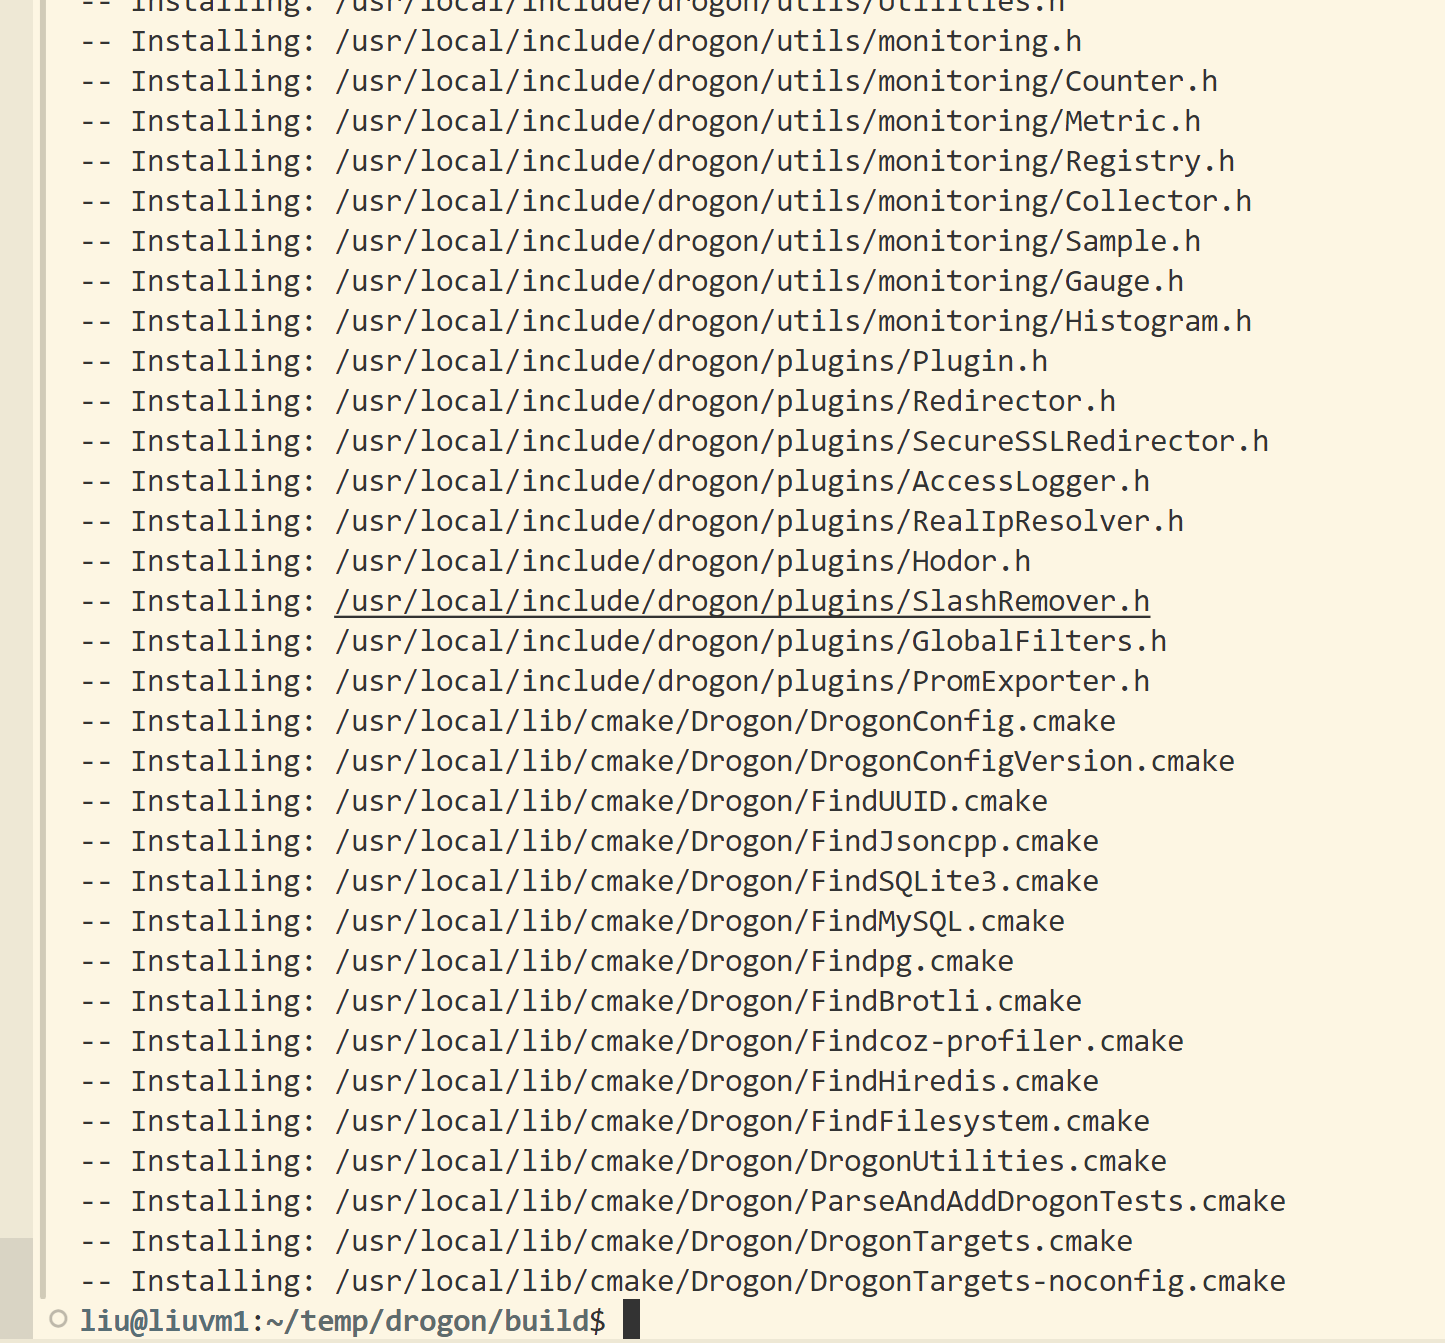 -- Installing: /usr/local/include/drogon/utils/Utilities.h
-- Installing: /usr/local/include/drogon/utils/monitoring.h
-- Installing: /usr/local/include/drogon/utils/monitoring/Counter.h
-- Installing: /usr/local/include/drogon/utils/monitoring/Metric.h
-- Installing: /usr/local/include/drogon/utils/monitoring/Registry.h
-- Installing: /usr/local/include/drogon/utils/monitoring/Collector.h
-- Installing: /usr/local/include/drogon/utils/monitoring/Sample.h
-- Installing: /usr/local/include/drogon/utils/monitoring/Gauge.h
-- Installing: /usr/local/include/drogon/utils/monitoring/Histogram.h
-- Installing: /usr/local/include/drogon/plugins/Plugin.h
-- Installing: /usr/local/include/drogon/plugins/Redirector.h
-- Installing: /usr/local/include/drogon/plugins/SecureSSLRedirector.h
-- Installing: /usr/local/include/drogon/plugins/AccessLogger.h
-- Installing: /usr/local/include/drogon/plugins/RealIpResolver.h
-- Installing: /usr/local/include/drogon/plugins/Hodor.h
-- Installing: /usr/local/include/drogon/plugins/SlashRemover.h
-- Installing: /usr/local/include/drogon/plugins/GlobalFilters.h
-- Installing: /usr/local/include/drogon/plugins/PromExporter.h
-- Installing: /usr/local/lib/cmake/Drogon/DrogonConfig.cmake
-- Installing: /usr/local/lib/cmake/Drogon/DrogonConfigVersion.cmake
-- Installing: /usr/local/lib/cmake/Drogon/FindUUID.cmake
-- Installing: /usr/local/lib/cmake/Drogon/FindJsoncpp.cmake
-- Installing: /usr/local/lib/cmake/Drogon/FindSQLite3.cmake
-- Installing: /usr/local/lib/cmake/Drogon/FindMySQL.cmake
-- Installing: /usr/local/lib/cmake/Drogon/Findpg.cmake
-- Installing: /usr/local/lib/cmake/Drogon/FindBrotli.cmake
-- Installing: /usr/local/lib/cmake/Drogon/Findcoz-profiler.cmake
-- Installing: /usr/local/lib/cmake/Drogon/FindHiredis.cmake
-- Installing: /usr/local/lib/cmake/Drogon/FindFilesystem.cmake
-- Installing: /usr/local/lib/cmake/Drogon/DrogonUtilities.cmake
-- Installing: /usr/local/lib/cmake/Drogon/ParseAndAddDrogonTests.cmake
-- Installing: /usr/local/lib/cmake/Drogon/DrogonTargets.cmake
-- Installing: /usr/local/lib/cmake/Drogon/DrogonTargets-noconfig.cmake
liu@liuvm1:~/temp/drogon/build$